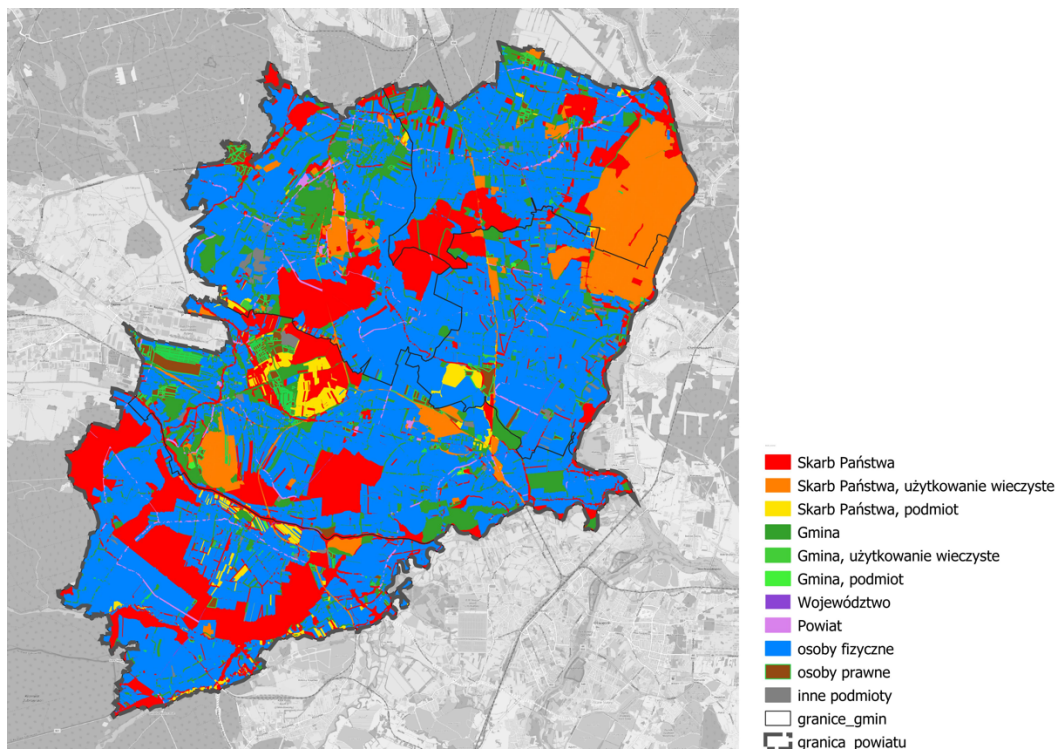 Skarb Państwa
Skarb Państwa, użytkowanie wieczyste
Skarb Państwa, podmiot
Gmina
Gmina, użytkowanie wieczyste
Gmina, podmiot
Województwo
Powiat
osoby fizyczne
osoby prawne
inne podmioty
granice_gmin
granica_powiatu